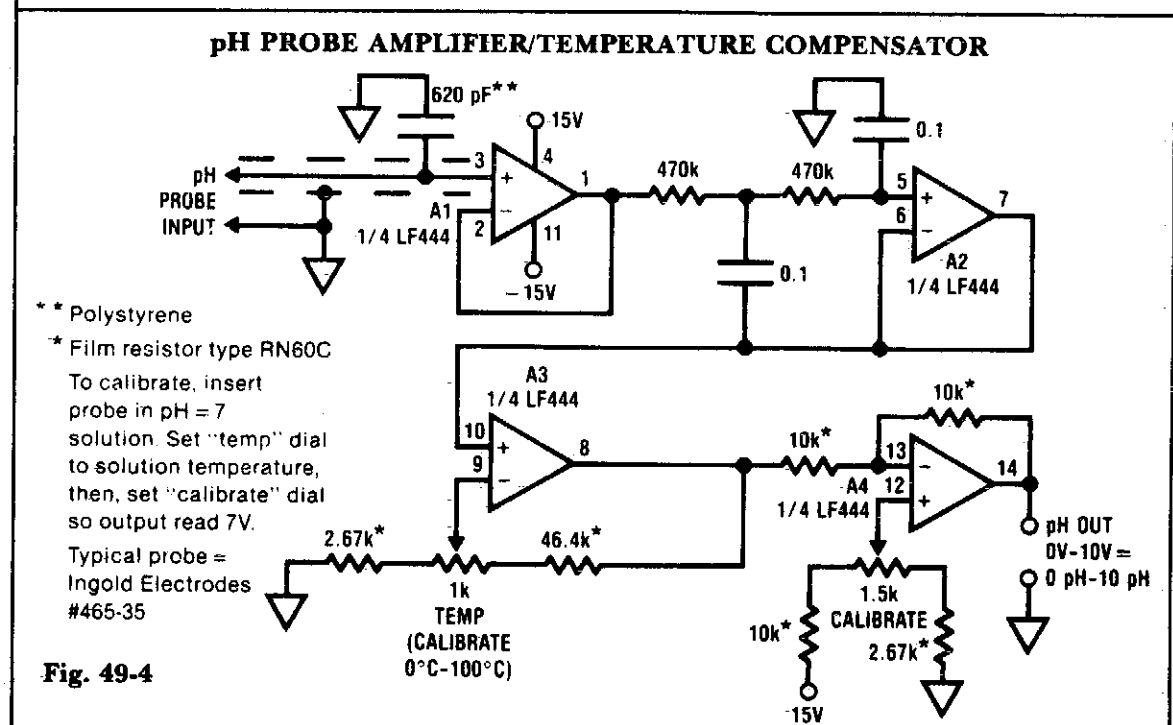 pH PROBE AMPLIFIER/TEMPERATURE COMPENSATOR
620 pF**
15V
4
3
+
pH
PROBE
INPUT
A1
1/4 LF444
2
−
1
11
−15V
470k
470k
0.1
0.1
5
+
6
−
7
A2
1/4 LF444
** Polystyrene
* Film resistor type RN60C
To calibrate, insert
probe in pH = 7
solution. Set "temp" dial
to solution temperature,
then, set "calibrate" dial
so output read 7V.
Typical probe =
Ingold Electrodes
#465-35
A3
1/4 LF444
10
+
9
−
8
2.67k*
1k
TEMP
(CALIBRATE
0°C-100°C)
46.4k*
10k*
10k*
13
−
12
+
14
A4
1/4 LF444
pH OUT
0V-10V =
0 pH-10 pH
1.5k
CALIBRATE
10k*
2.67k*
15V
Fig. 49-4